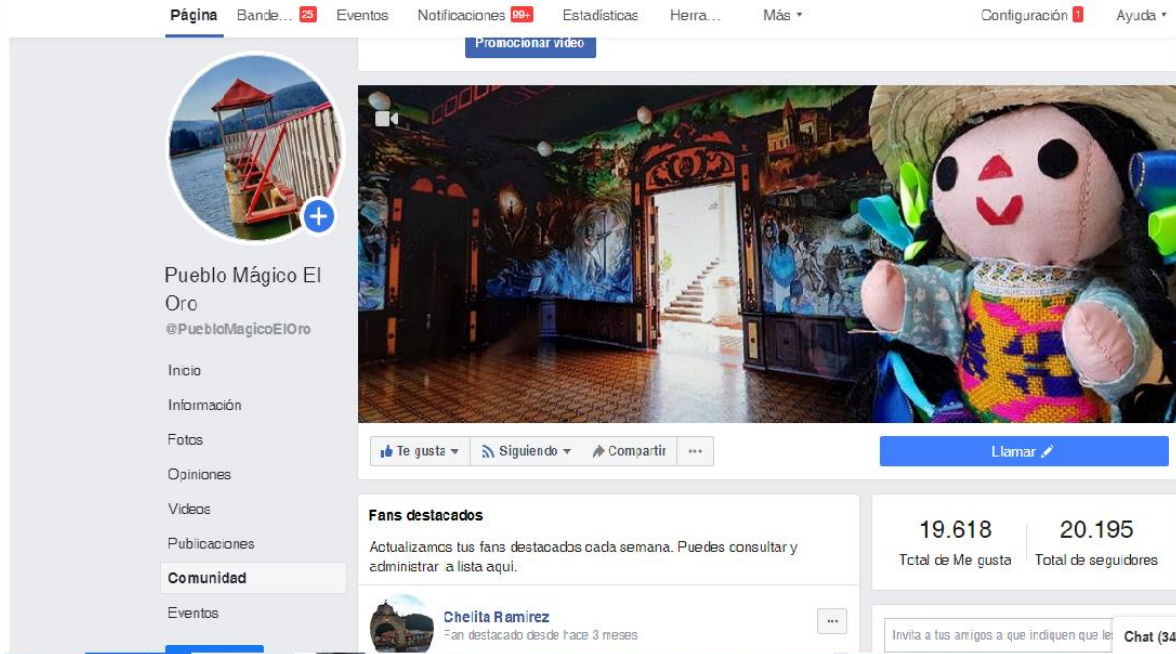 Página Bande... 25 Eventos Notificaciones 99+ Estadísticas Herra... Más Configuración 1 Ayuda
Promocionar video
Pueblo Mágico El
Oro
@PuebloMagicoElOro
Inicio
Información
Fotos
Opiniones
Videos
Publicaciones
Comunidad
Eventos
Te gusta Siguiendo Compartir ...
Llamar
Fans destacados
Actualizamos tus fans destacados cada semana. Puedes consultar y
administrar la lista aquí.
Chelita Ramirez
Fan destacado desde hace 3 meses
...
19.618 20.195
Total de Me gusta Total de seguidores
Invita a tus amigos a que indiquen que les
Chat (34